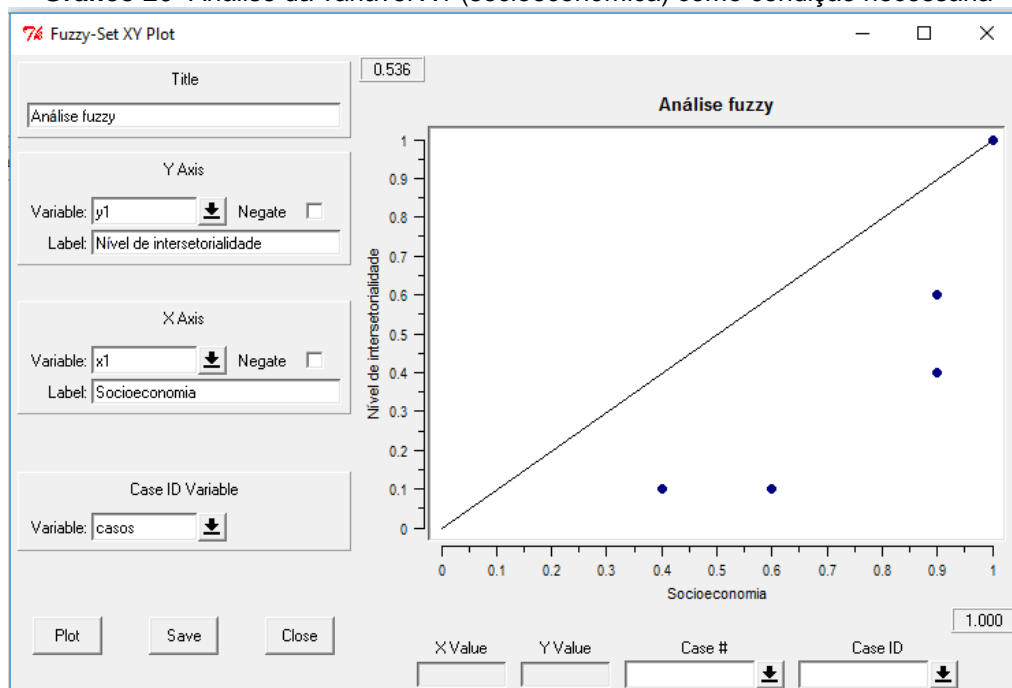 (socioeconômica) como condição necessária
Fuzzy-Set XY Plot
Title
Análise fuzzy
Y Axis
Variable: y1
Negate
Label: Nível de intersetorialidade
X Axis
Variable: x1
Negate
Label: Socioeconomia
Case ID Variable
Variable: casos
Plot
Save
Close
0.536
Análise fuzzy
Nível de intersetorialidade
1
0.9
0.8
0.7
0.6
0.5
0.4
0.3
0.2
0.1
0
0 0.1 0.2 0.3 0.4 0.5 0.6 0.7 0.8 0.9 1
Socioeconomia
1.000
X Value
Y Value
Case #
Case ID